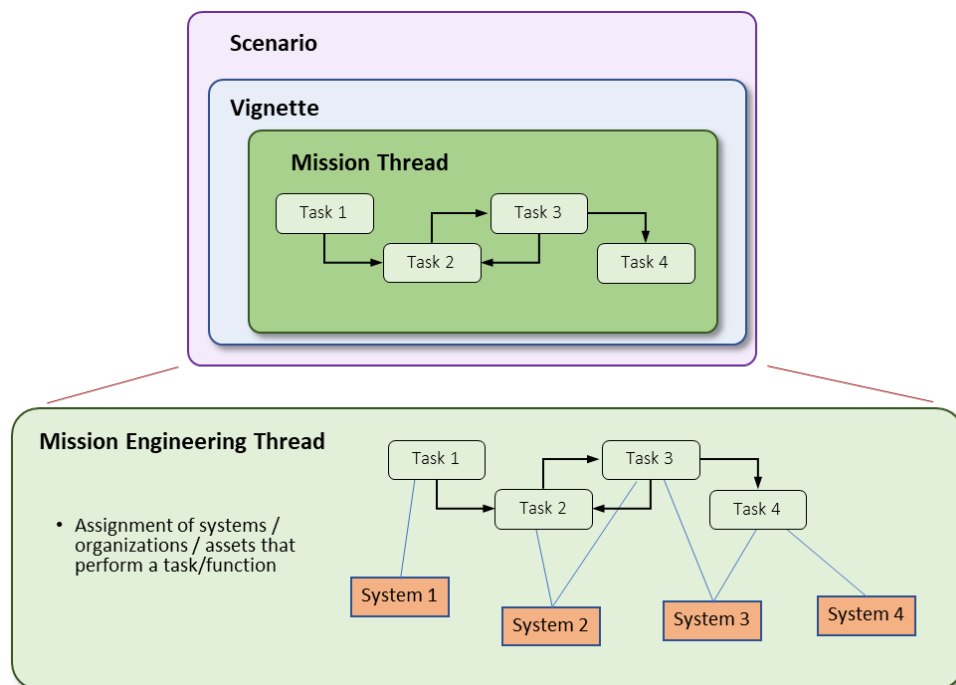 Scenario
Vignette
Mission Thread
Task 1
Task 3
Task 2
Task 4
Mission Engineering Thread
Task 1
Task 3
Task 2
Task 4
• Assignment of systems /
organizations / assets that
perform a task/function
System 1
System 2
System 3
System 4